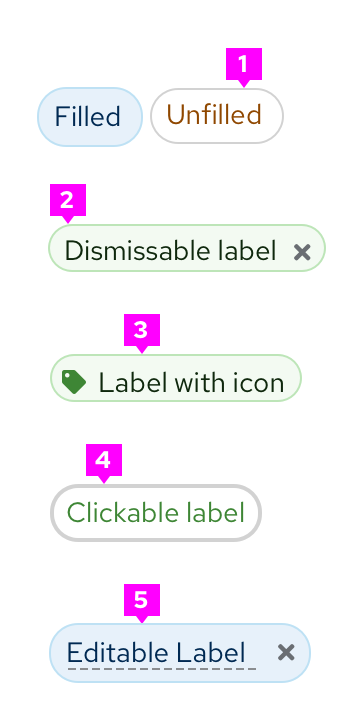 1
Filled Unfilled
2
Dismissable label
3
Label with icon
4
Clickable label
5
Editable Label